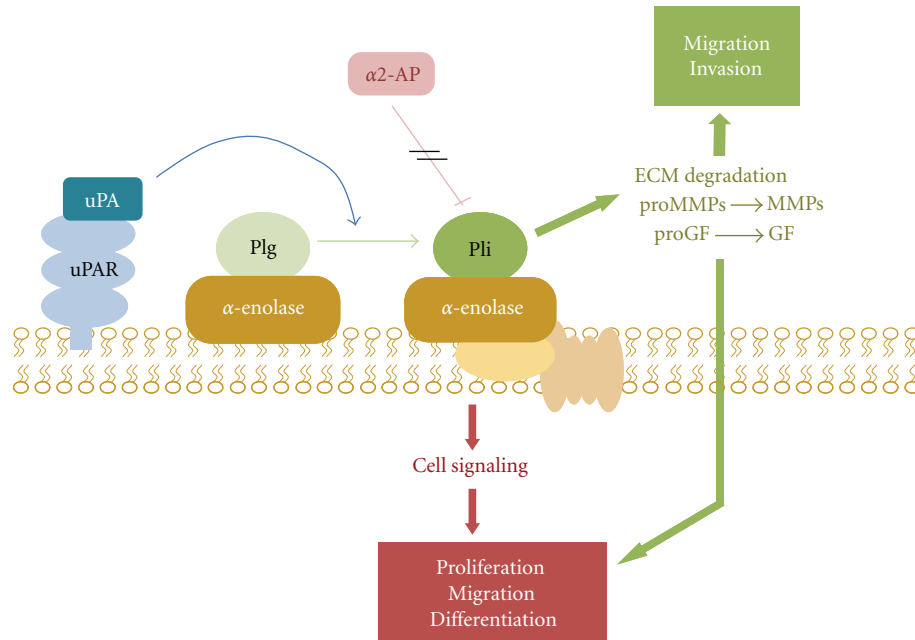 Migration
Invasion
α2-AP
ECM degradation
proMMPs → MMPs
proGF → GF
uPA
uPAR
Plg
Pli
α-enolase
α-enolase
Cell signaling
Proliferation
Migration
Differentiation